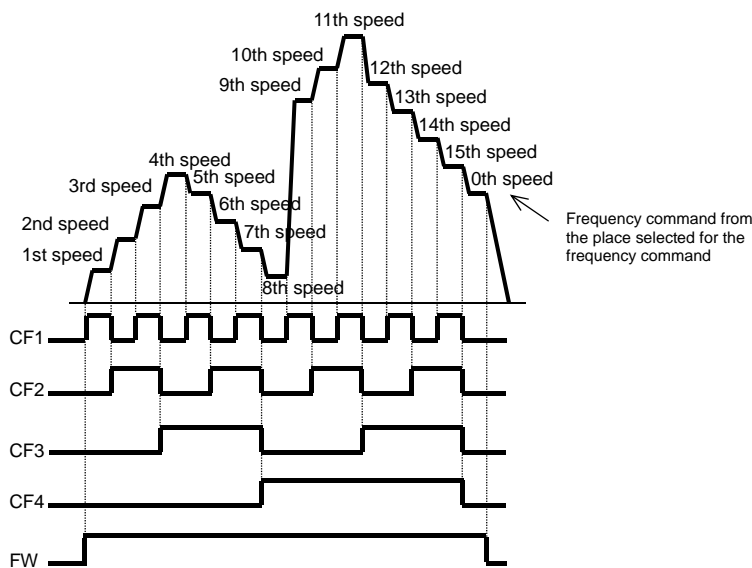 11th speed
10th speed
9th speed
12th speed
13th speed
14th speed
15th speed
0th speed
4th speed
3rd speed
5th speed
2nd speed
6th speed
1st speed
7th speed
8th speed
Frequency command from
the place selected for the
frequency command
CF1
CF2
CF3
CF4
FW